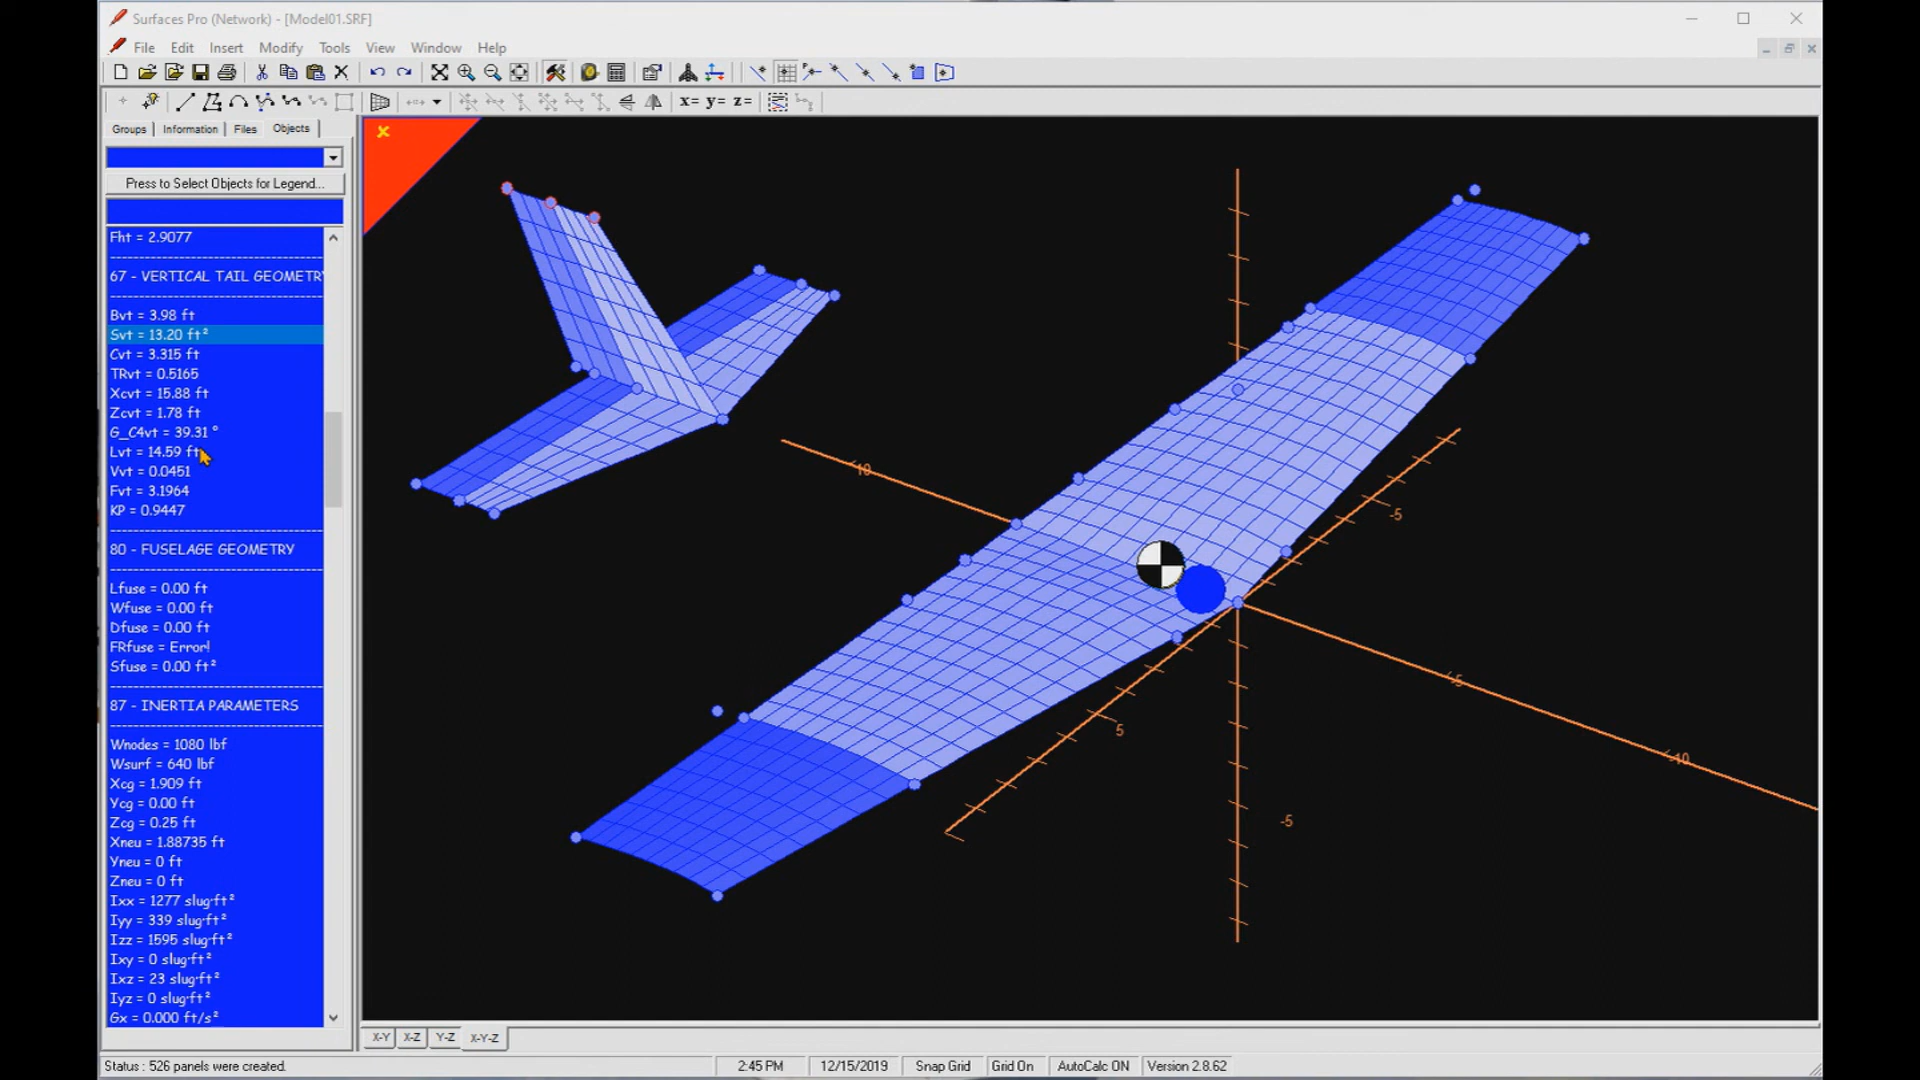 Surfaces Pro (Network) - [Model01.SRF]
File Edit Insert Modify Tools View Window Help
x= y= z=
Groups Information Files Objects
Press to Select Objects for Legend...
Fht = 2.9077
67 - VERTICAL TAIL GEOMETRY
Bvt = 3.98 ft
Svt = 13.20 ft²
Cvt = 3.315 ft
TRvt = 0.5165
Xcvt = 15.88 ft
Zcvt = 1.78 ft
G_C4vt = 39.31 °
Lvt = 14.59 ft
Vvt = 0.0451
Fvt = 3.1964
KP = 0.9447
80 - FUSELAGE GEOMETRY
Lfuse = 0.00 ft
Wfuse = 0.00 ft
Dfuse = 0.00 ft
FRfuse = Error!
Sfuse = 0.00 ft²
87 - INERTIA PARAMETERS
Wnodes = 1080 lbf
Wsurf = 640 lbf
Xcg = 1.909 ft
Ycg = 0.00 ft
Zcg = 0.25 ft
Xneu = 1.88735 ft
Yneu = 0 ft
Zneu = 0 ft
Ixx = 1277 slug·ft²
Iyy = 339 slug·ft²
Izz = 1595 slug·ft²
Ixy = 0 slug·ft²
Ixz = 23 slug·ft²
Iyz = 0 slug·ft²
Gx = 0.000 ft/s²
10
-5
-5
5
-10
-5
X-Y X-Z Y-Z X-Y-Z
Status : 526 panels were created. 2:45 PM 12/15/2019 Snap Grid Grid On AutoCalc ON Version 2.8.62